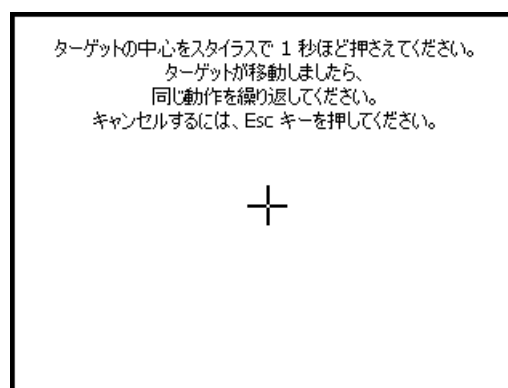 ターゲットの中心をスタイラスで 1 秒ほど押さえてください。
ターゲットが移動しましたら、
同じ動作を繰り返してください。
キャンセルするには、Esc キーを押してください。